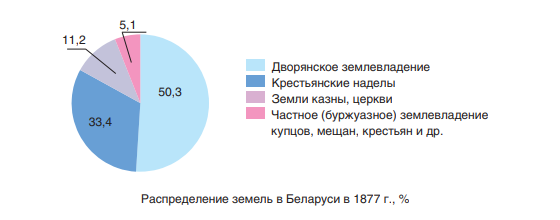 5,1
11,2
50,3
33,4
Дворянское землевладение
Крестьянские наделы
Земли казны, церкви
Частное (буржуазное) землевладение
купцов, мещан, крестьян и др.
Распределение земель в Беларуси в 1877 г., %